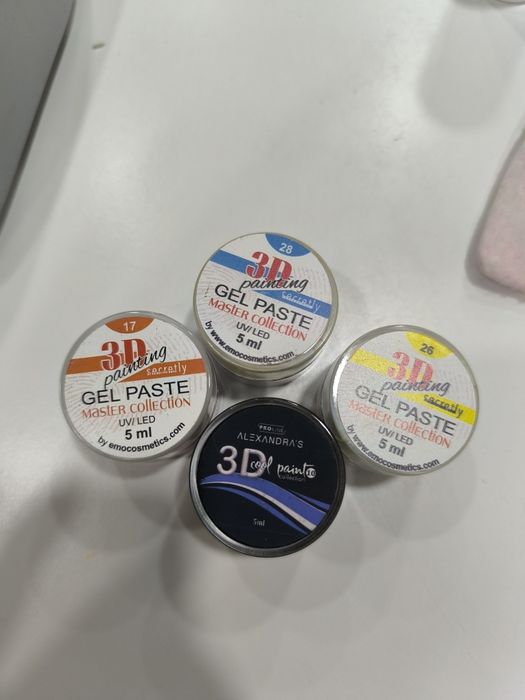 28
3D
painting
secretly
GEL PASTE
Master collection
UV/LED
5 ml
by www.emocosmetics.com
17
3D
painting
secretly
GEL PASTE
Master collection
UV/LED
5 ml
by emocosmetics www.com
26
3D
painting
secretly
GEL PASTE
Master collection
UV/LED
5 ml
by www.emocosmetics.com
PROLINE
ALEXANDRA'S
3D cool paint
collection
5ml